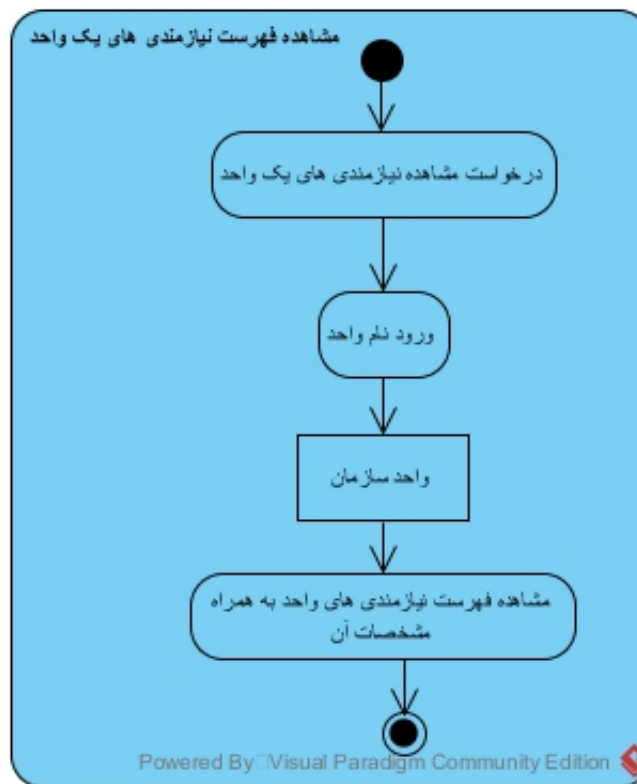 مشاهده فهرست نیازمندی های یک واحد
درخواست مشاهده نیازمندی های یک واحد
ورود نام واحد
واحد سازمان
مشاهده فهرست نیازمندی های واحد به همراه
مشخصات آن
Powered By Visual Paradigm Community Edition